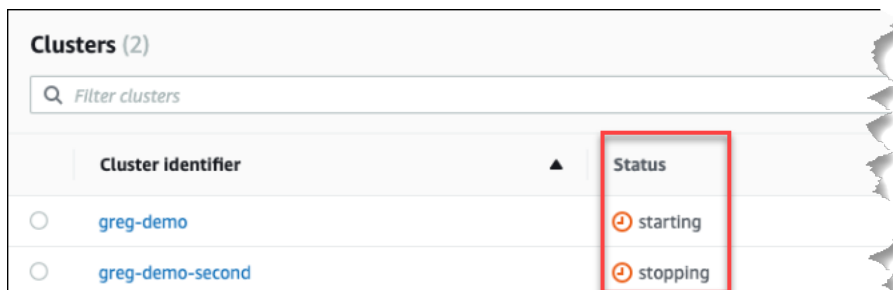 Clusters (2)
Filter clusters
Cluster identifier Status
greg-demo starting
greg-demo-second stopping